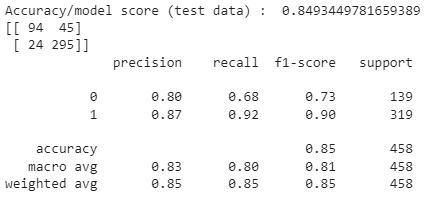 Accuracy/model score (test data) :  0.8493449781659389
[[ 94  45]
 [ 24 295]]
              precision    recall  f1-score   support

           0       0.80      0.68      0.73       139
           1       0.87      0.92      0.90       319

    accuracy                           0.85       458
   macro avg       0.83      0.80      0.81       458
weighted avg       0.85      0.85      0.85       458